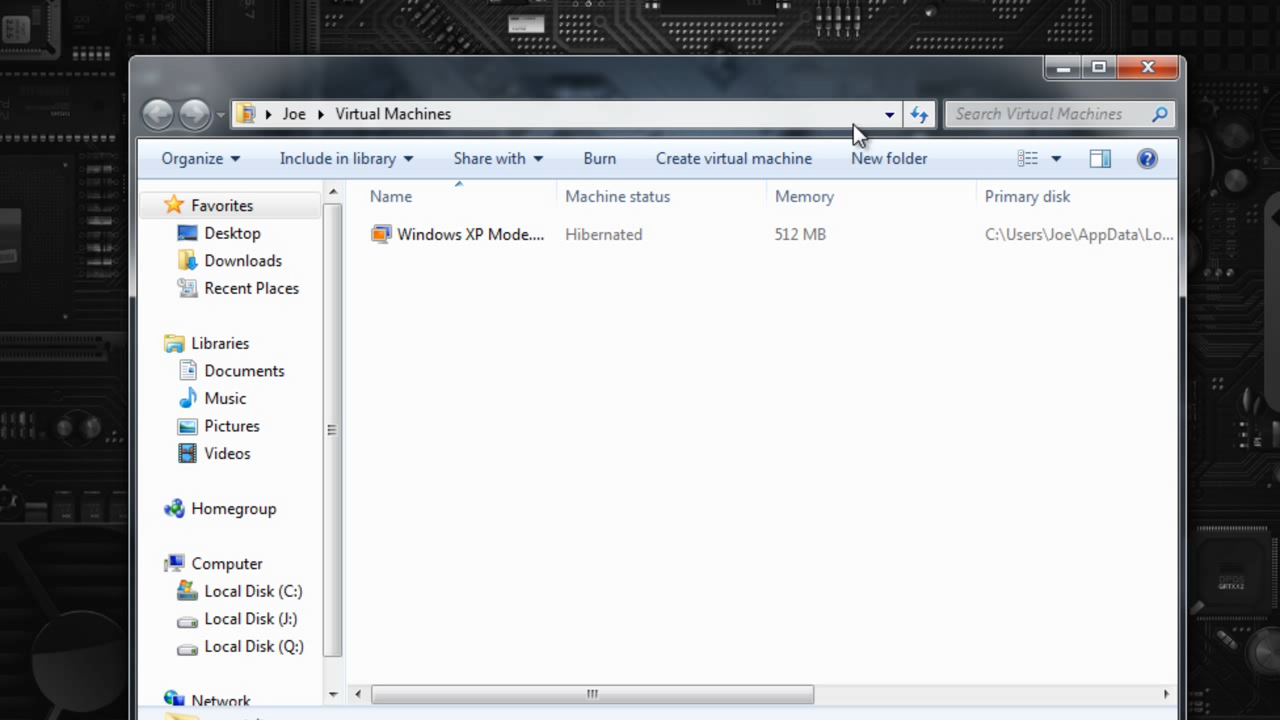 Joe Virtual Machines
Search Virtual Machines
Organize Include in library Share with Burn Create virtual machine New folder
Name Machine status Memory Primary disk
Windows XP Mode.... Hibernated 512 MB C:\Users\Joe\AppData\Lo...
Favorites
Desktop
Downloads
Recent Places
Libraries
Documents
Music
Pictures
Videos
Homegroup
Computer
Local Disk (C:)
Local Disk (J:)
Local Disk (Q:)
Network